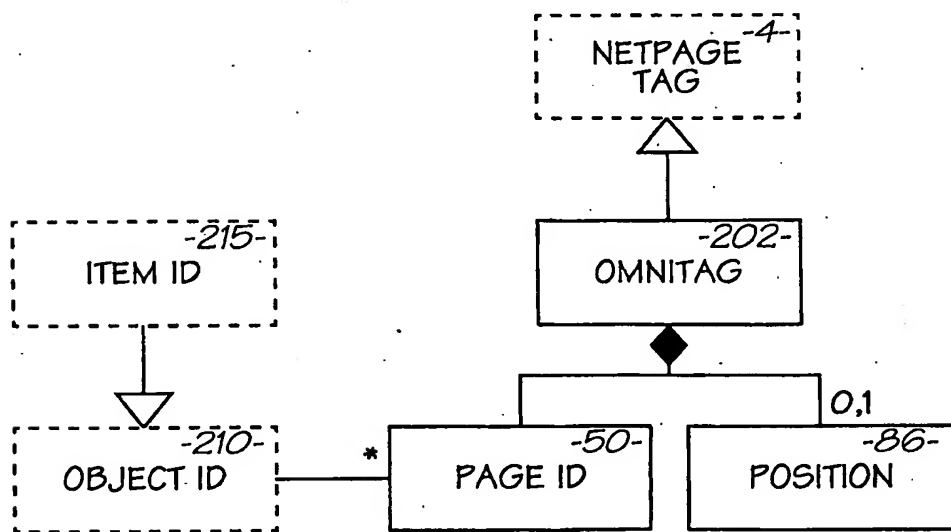 -4-
NETPAGE
TAG
-215-
ITEM ID
-202-
OMNITAG
0,1
-210-
OBJECT ID
*
-50-
PAGE ID
-86-
POSITION